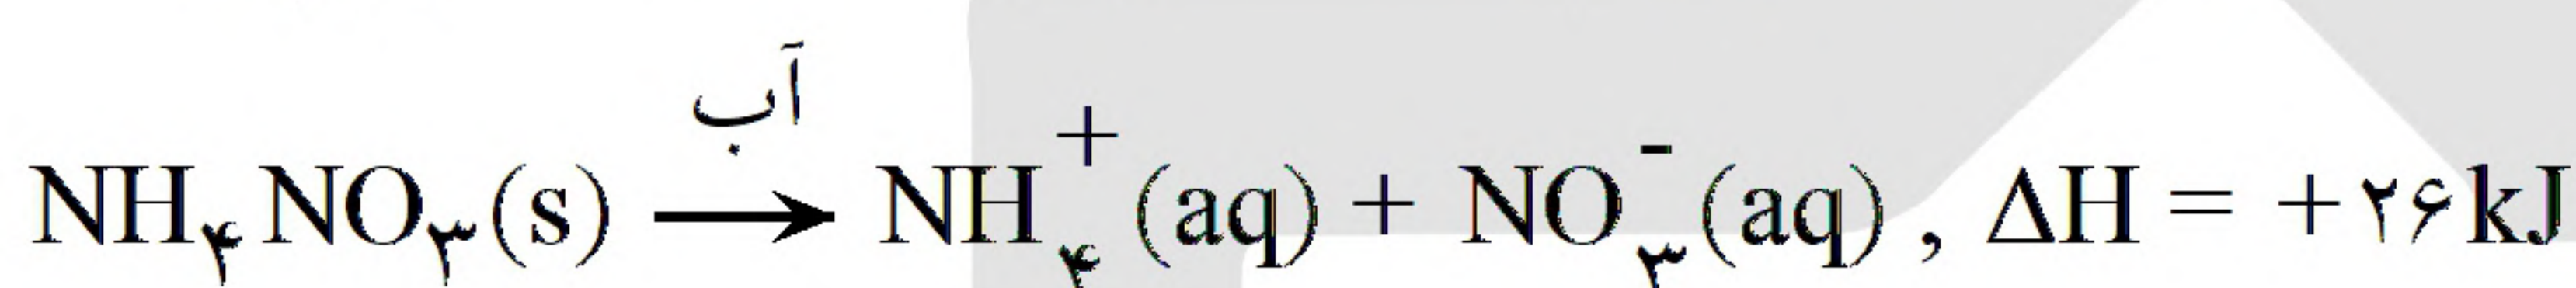 NH۴NO۳(s) آب⟶ NH۴+(aq) + NO۳-(aq) , ΔH = +۲۶kJ